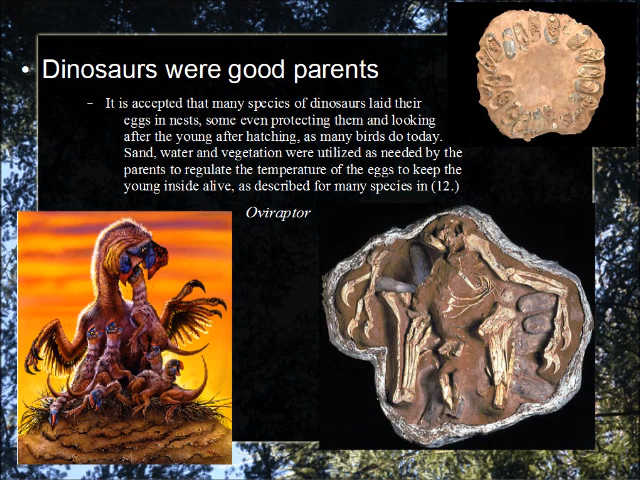 • Dinosaurs were good parents
– It is accepted that many species of dinosaurs laid their
eggs in nests, some even protecting them and looking
after the young after hatching, as many birds do today.
Sand, water and vegetation were utilized as needed by the
parents to regulate the temperature of the eggs to keep the
young inside alive, as described for many species in (12.)
Oviraptor